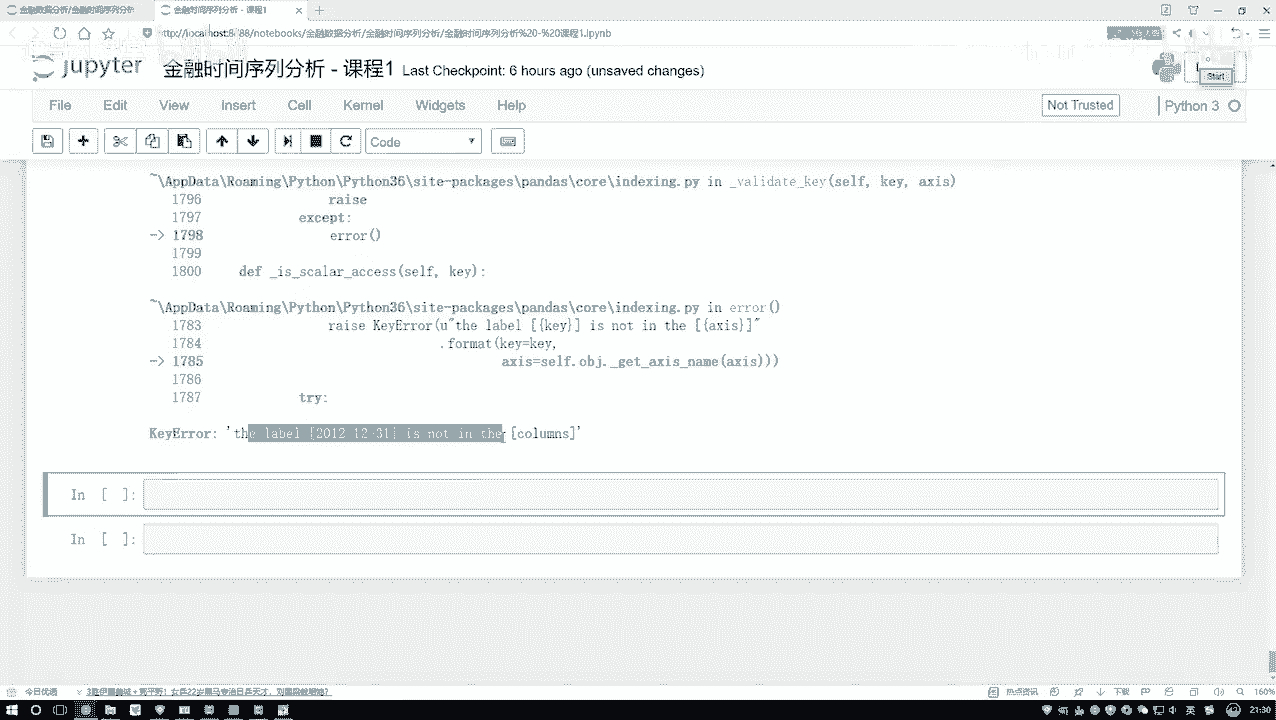 金融数据分析/金融时间序列分析
金融时间序列分析 - 课程1
/notebooks/金融数据分析/金融时间序列分析/金融时间序列分析%20-%20课程1.ipynb
jupyter 金融时间序列分析 - 课程1 Last Checkpoint: 6 hours ago (unsaved changes)
Start
File Edit View Insert Cell Kernel Widgets Help
Not Trusted
Python 3
Code
~\AppData\Roaming\Python\Python36\site-packages\pandas\core\indexing.py in _validate_key(self, key, axis)
1796 raise
1797 except:
-> 1798 error()
1799
1800 def _is_scalar_access(self, key):
~\AppData\Roaming\Python\Python36\site-packages\pandas\core\indexing.py in error()
1783 raise KeyError(u"the label [{key}] is not in the [{axis}]"
1784 .format(key=key,
-> 1785 axis=self.obj._get_axis_name(axis)))
1786
1787 try:
KeyError: 'the label [2012-12-31] is not in the [columns]'
In [ ]:
In [ ]:
今日优选
热点资讯
下载
160%
英
21:30